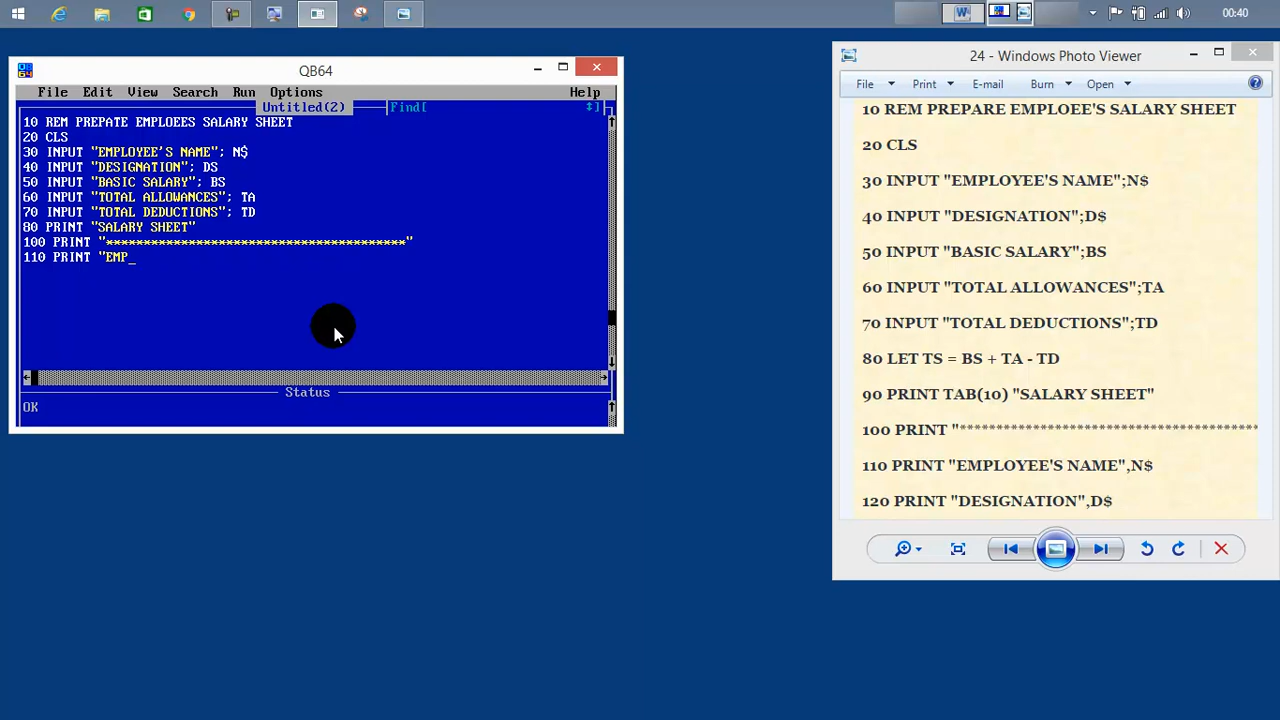 00:40
QB64
File Edit View Search Run Options Help
Untitled(2) Find[
10 REM PREPATE EMPLOEES SALARY SHEET
20 CLS
30 INPUT "EMPLOYEE'S NAME"; N$
40 INPUT "DESIGNATION"; DS
50 INPUT "BASIC SALARY"; BS
60 INPUT "TOTAL ALLOWANCES"; TA
70 INPUT "TOTAL DEDUCTIONS"; TD
80 PRINT "SALARY SHEET"
100 PRINT "****************************************"
110 PRINT "EMP_
Status
OK
24 - Windows Photo Viewer
File Print E-mail Burn Open
10 REM PREPARE EMPLOEE'S SALARY SHEET
20 CLS
30 INPUT "EMPLOYEE'S NAME";N$
40 INPUT "DESIGNATION";D$
50 INPUT "BASIC SALARY";BS
60 INPUT "TOTAL ALLOWANCES";TA
70 INPUT "TOTAL DEDUCTIONS";TD
80 LET TS = BS + TA - TD
90 PRINT TAB(10) "SALARY SHEET"
100 PRINT "****************************************
110 PRINT "EMPLOYEE'S NAME",N$
120 PRINT "DESIGNATION",D$